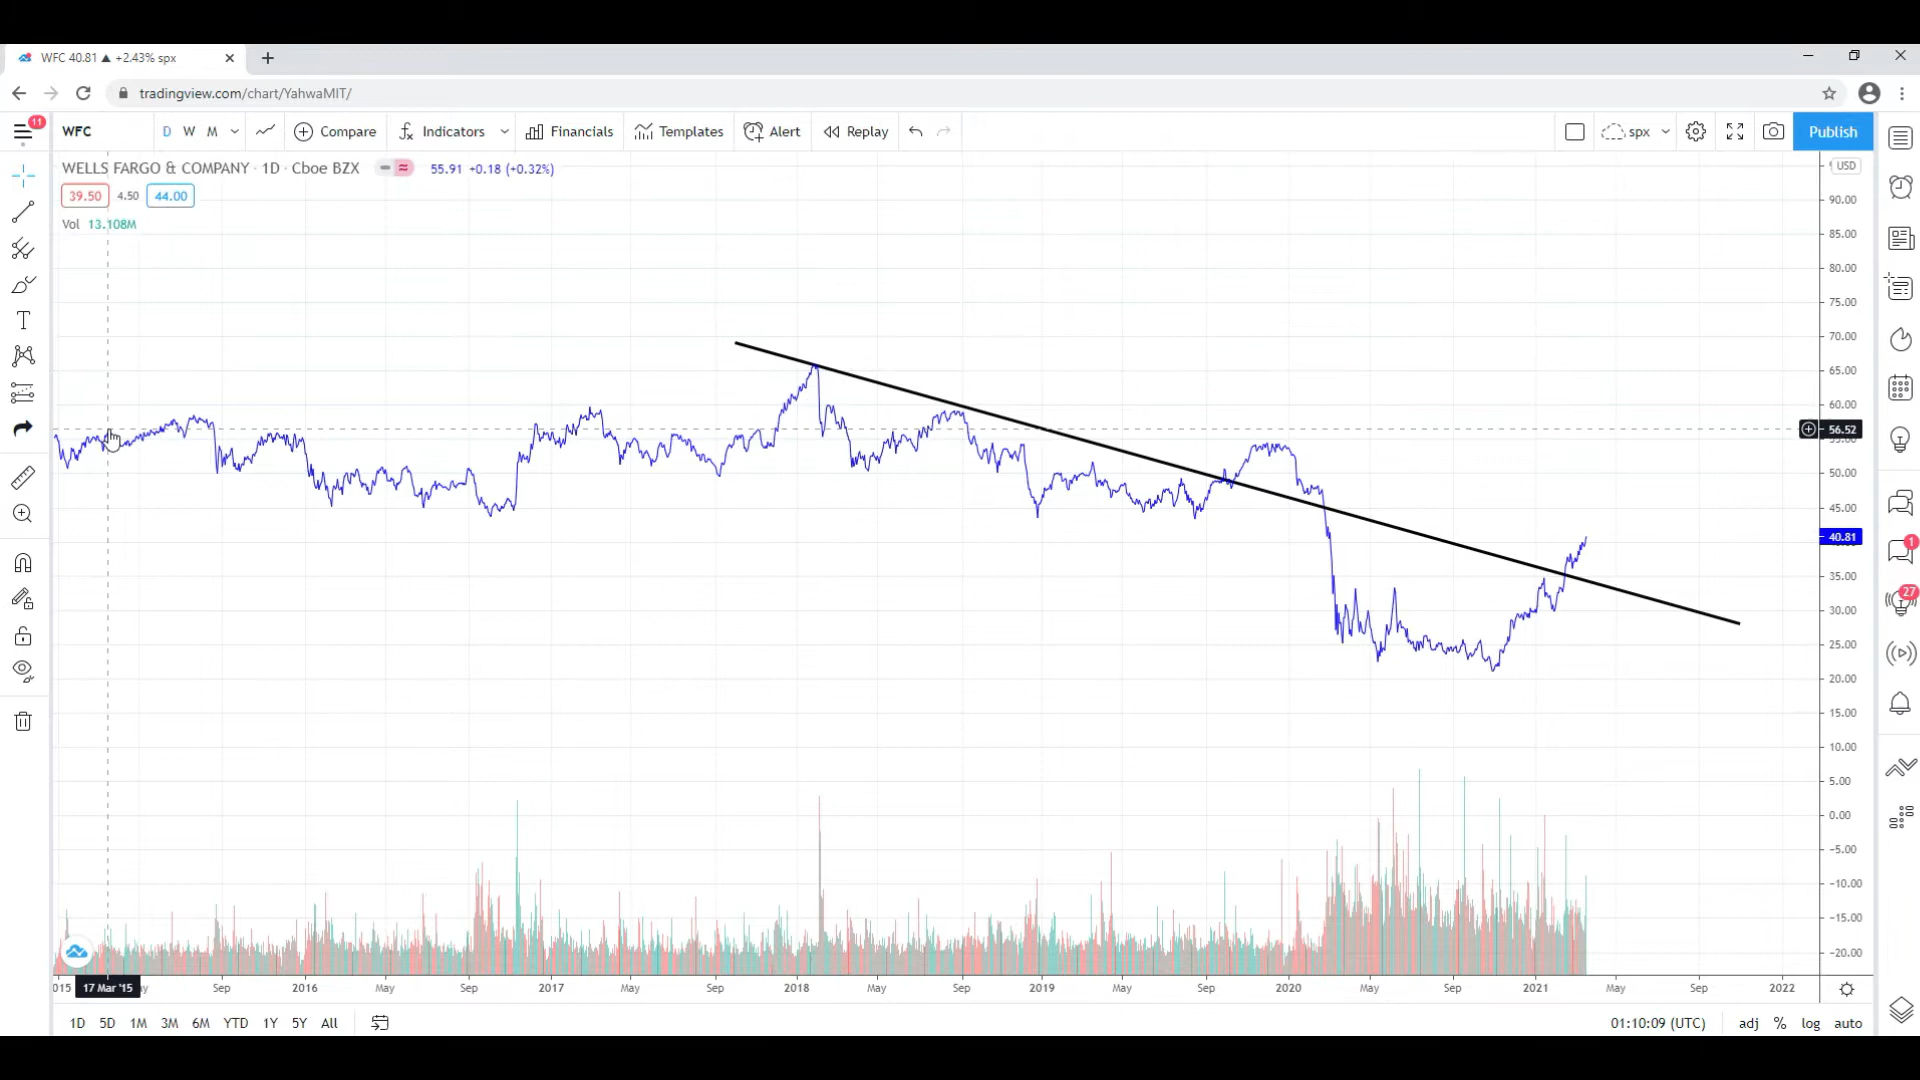 WFC 40.81 ▲ +2.43% spx
tradingview.com/chart/YahwaMIT/
11
WFC D W M Compare Indicators Financials Templates Alert Replay spx Publish
WELLS FARGO & COMPANY · 1D · Cboe BZX 55.91 +0.18 (+0.32%)
USD
39.50 4.50 44.00
90.00
Vol 13.108M
85.00
80.00
75.00
70.00
65.00
60.00
56.52
50.00
45.00
40.81
1
35.00
27
30.00
25.00
20.00
15.00
10.00
5.00
0.00
−5.00
−10.00
−15.00
−20.00
17 Mar '15 Sep 2016 May Sep 2017 May Sep 2018 May Sep 2019 May Sep 2020 May Sep 2021 May Sep 2022
1D 5D 1M 3M 6M YTD 1Y 5Y All 01:10:09 (UTC) adj % log auto